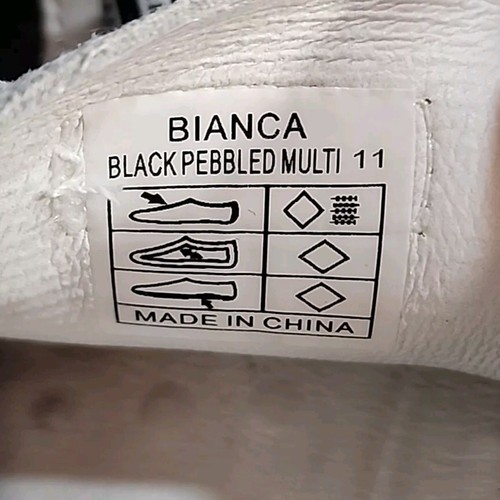 BIANCA
BLACK PEBBLED MULTI 11
MADE IN CHINA